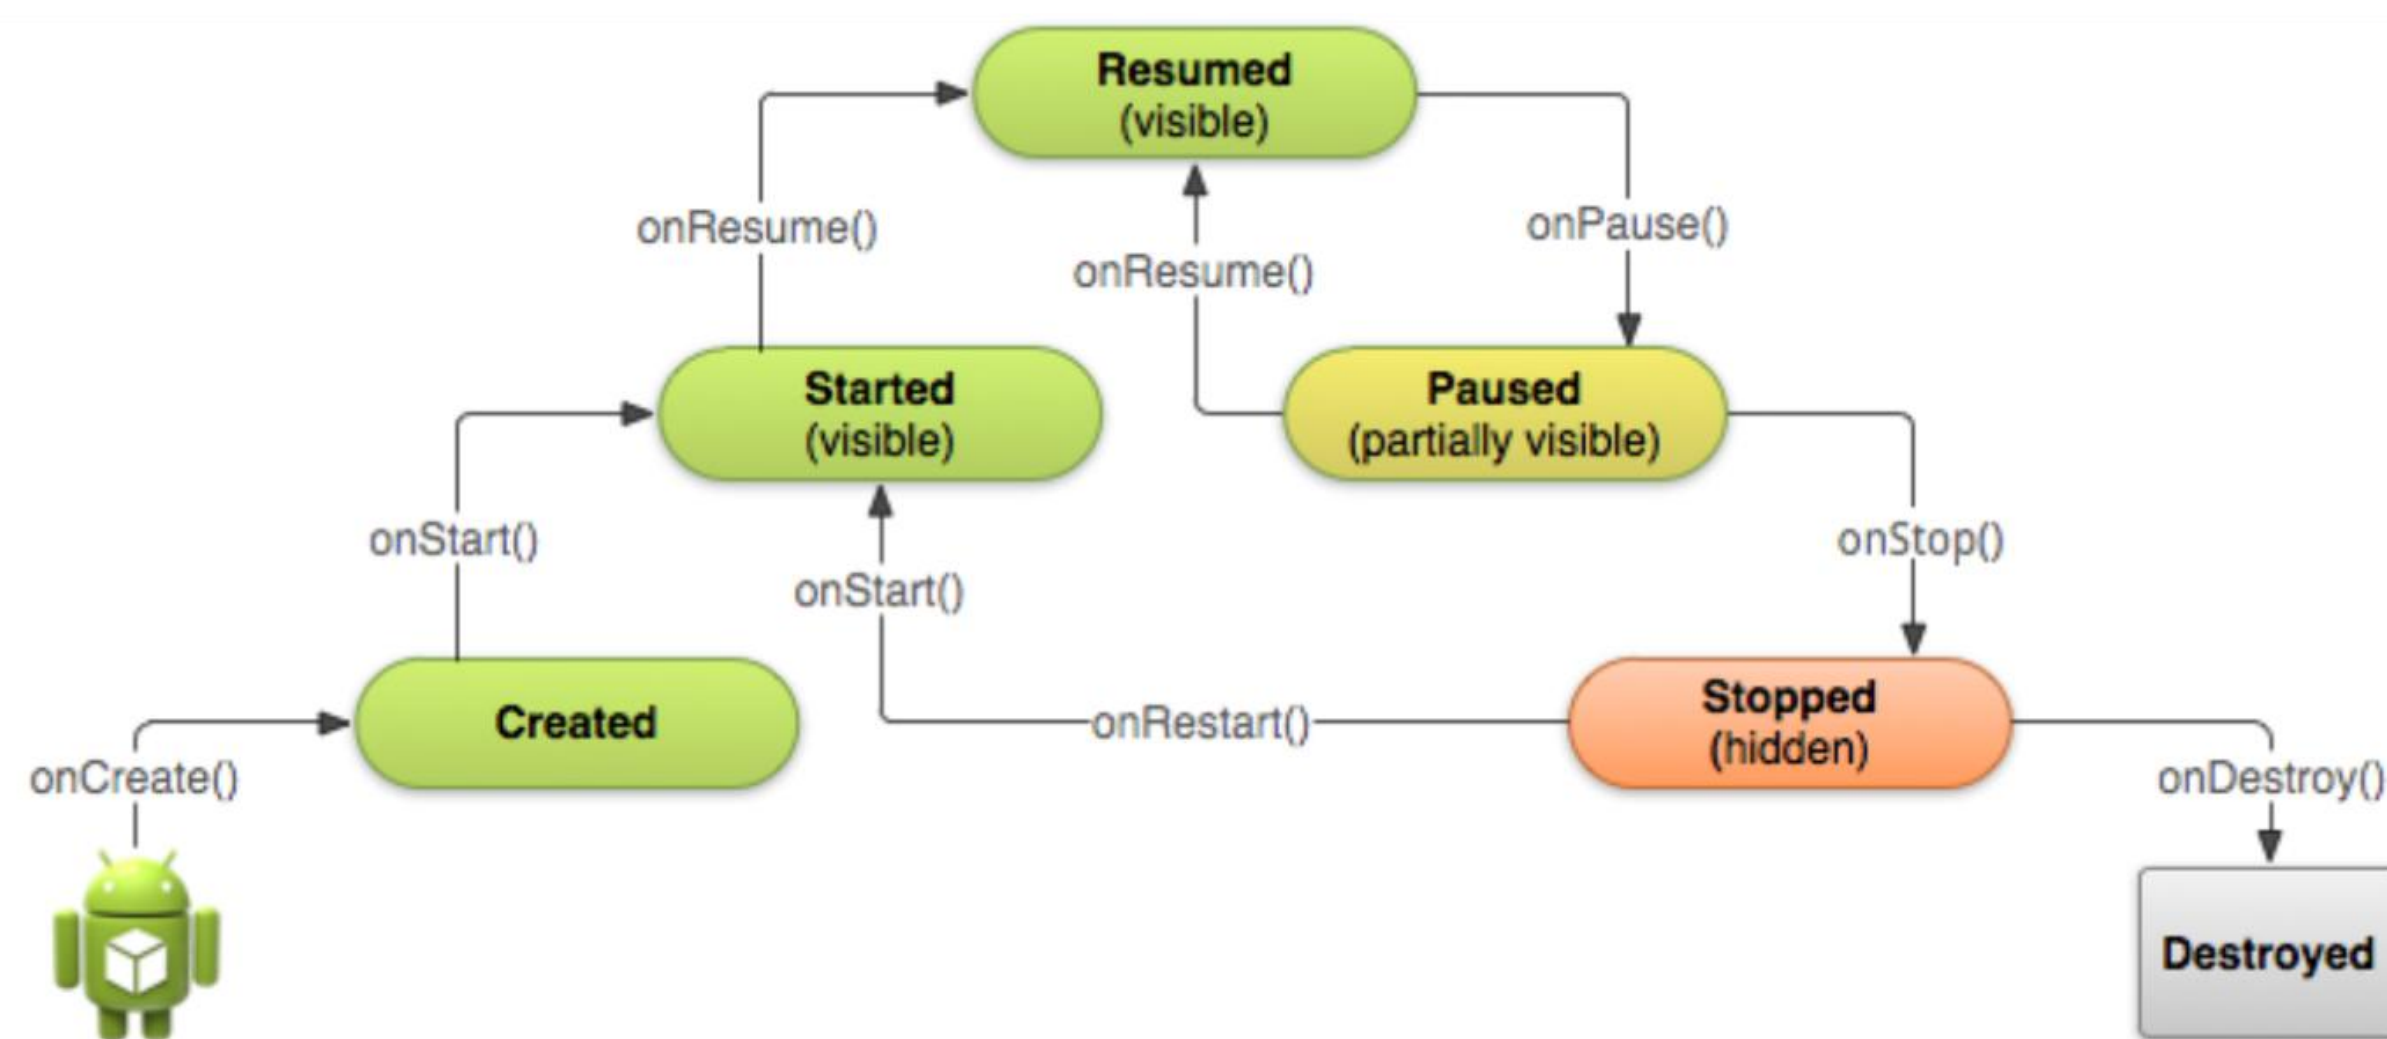 Resumed
(visible)
onResume()
onPause()
onResume()
Started
(visible)
Paused
(partially visible)
onStart()
onStop()
onStart()
Created
onRestart()
Stopped
(hidden)
onCreate()
onDestroy()
Destroyed